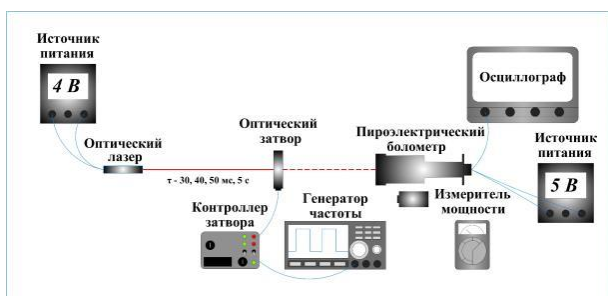 Источник
питания
4 В
Оптический
лазер
τ - 30, 40, 50 мс, 5 с
Оптический
затвор
Контроллер
затвора
Генератор
частоты
Пироэлектрический
болометр
Измеритель
мощности
Осциллограф
Источник
питания
5 В